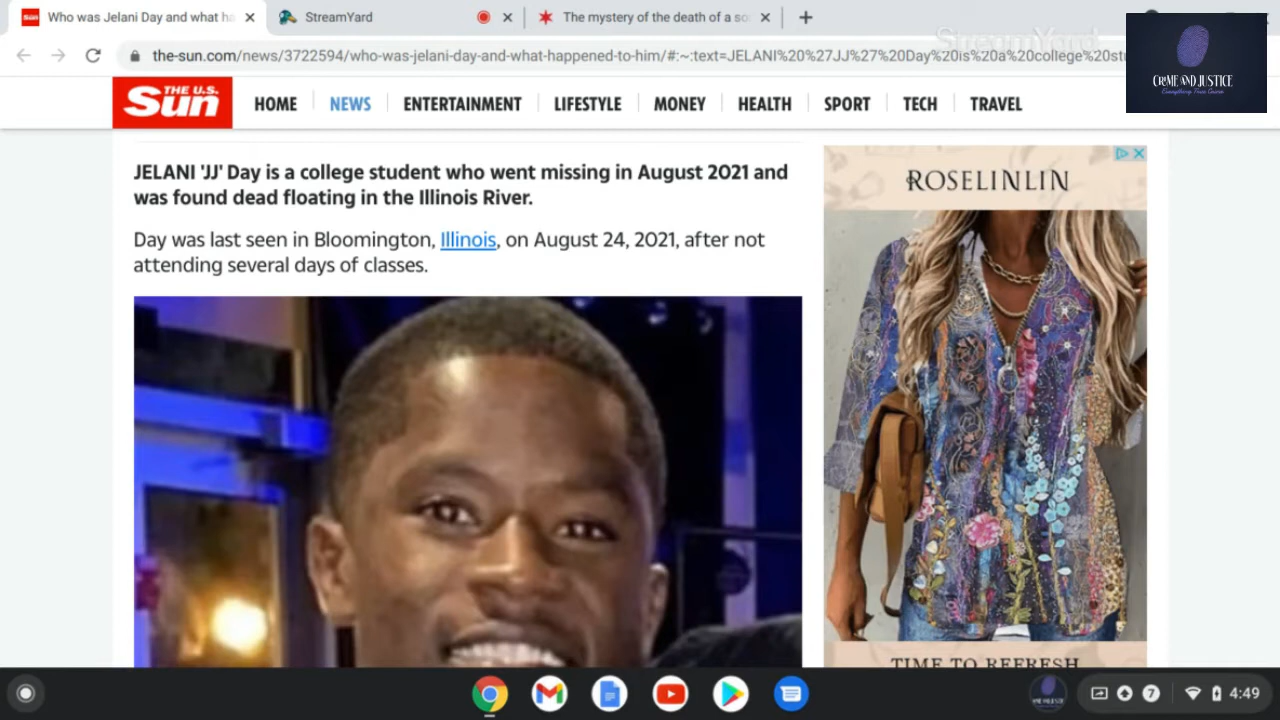 Who was Jelani Day and what ha
StreamYard
The mystery of the death of a so
StreamYard
the-sun.com/news/3722594/who-was-jelani-day-and-what-happened-to-him/#:~:text=JELANI%20%27JJ%27%20Day%20is%20a%20college%20stu
CRIME AND JUSTICE
Everything True Crime
THE U.S.
Sun
HOME
NEWS
ENTERTAINMENT
LIFESTYLE
MONEY
HEALTH
SPORT
TECH
TRAVEL
JELANI 'JJ' Day is a college student who went missing in August 2021 and
was found dead floating in the Illinois River.
Day was last seen in Bloomington, Illinois, on August 24, 2021, after not
attending several days of classes.
ROSELINLIN
TIME TO REFRESH
7
4:49